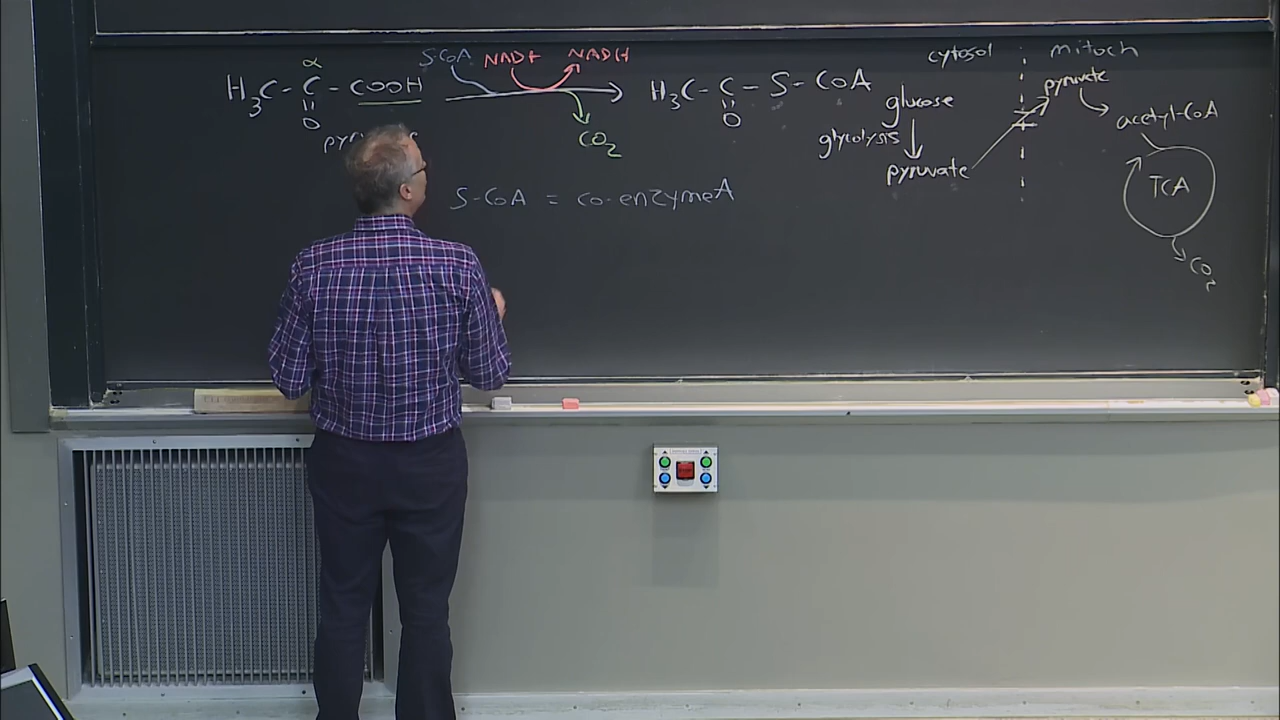 α
SCoA NAD+ NADH
H3C - C - COOH
O
CO2
H3C - C - S - CoA
O
S-CoA = co-enzymeA
cytosol
mitoch
glucose
glycolysis
pyruvate
pyruvate
acetyl-CoA
TCA
CO2